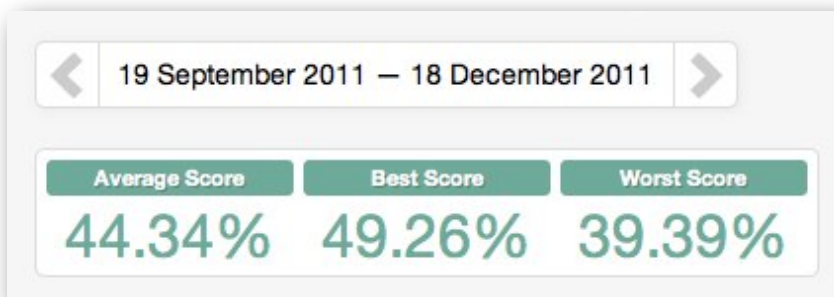 19 September 2011 — 18 December 2011
Average Score Best Score Worst Score
44.34% 49.26% 39.39%